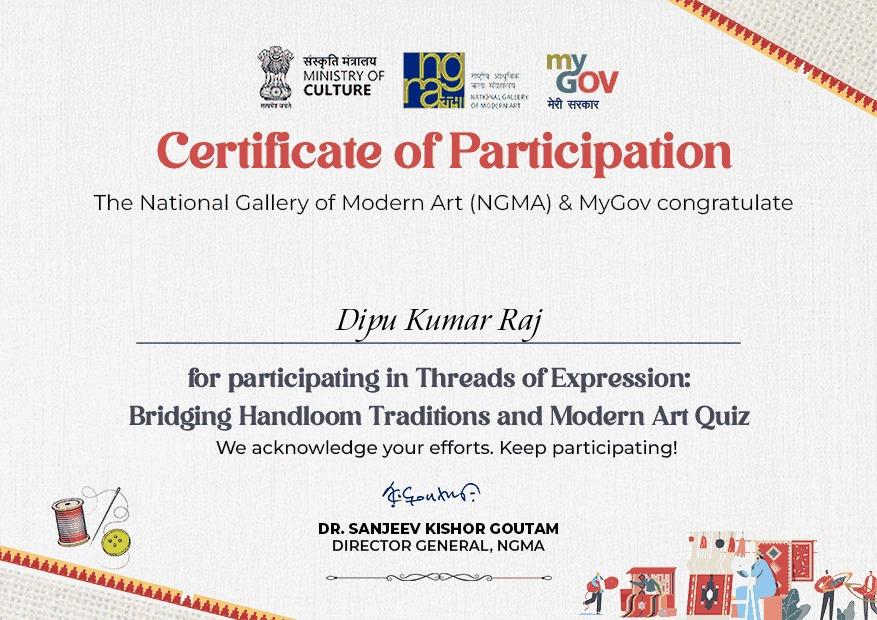 संस्कृति मंत्रालय
MINISTRY OF
CULTURE
सत्यमेव जयते
ngma
राष्ट्रीय आधुनिक
कला संग्रहालय
NATIONAL GALLERY
OF MODERN ART
my
GOV
मेरी सरकार
Certificate of Participation
The National Gallery of Modern Art (NGMA) & MyGov congratulate
Dipu Kumar Raj
for participating in Threads of Expression:
Bridging Handloom Traditions and Modern Art Quiz
We acknowledge your efforts. Keep participating!
DR. SANJEEV KISHOR GOUTAM
DIRECTOR GENERAL, NGMA